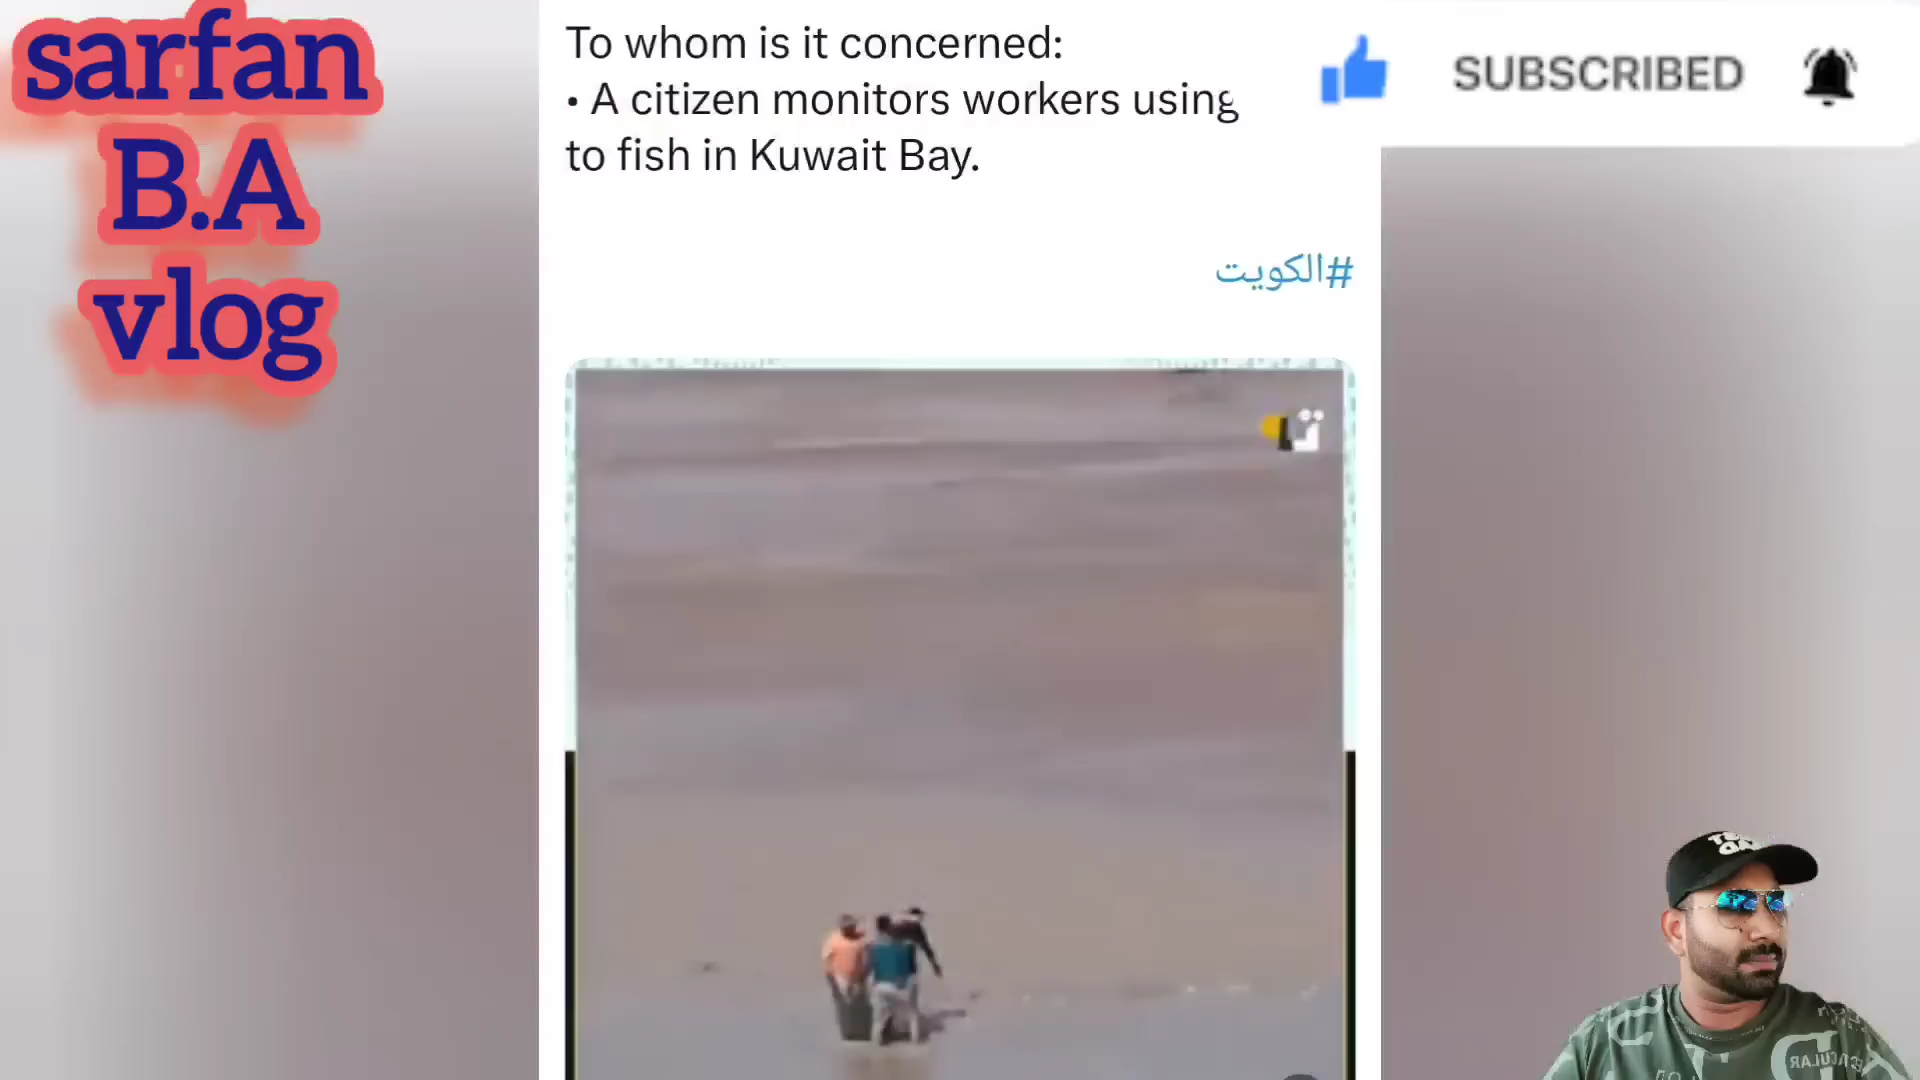 sarfan
B.A
vlog
To whom is it concerned:
• A citizen monitors workers using
to fish in Kuwait Bay.
SUBSCRIBED
#الكويت